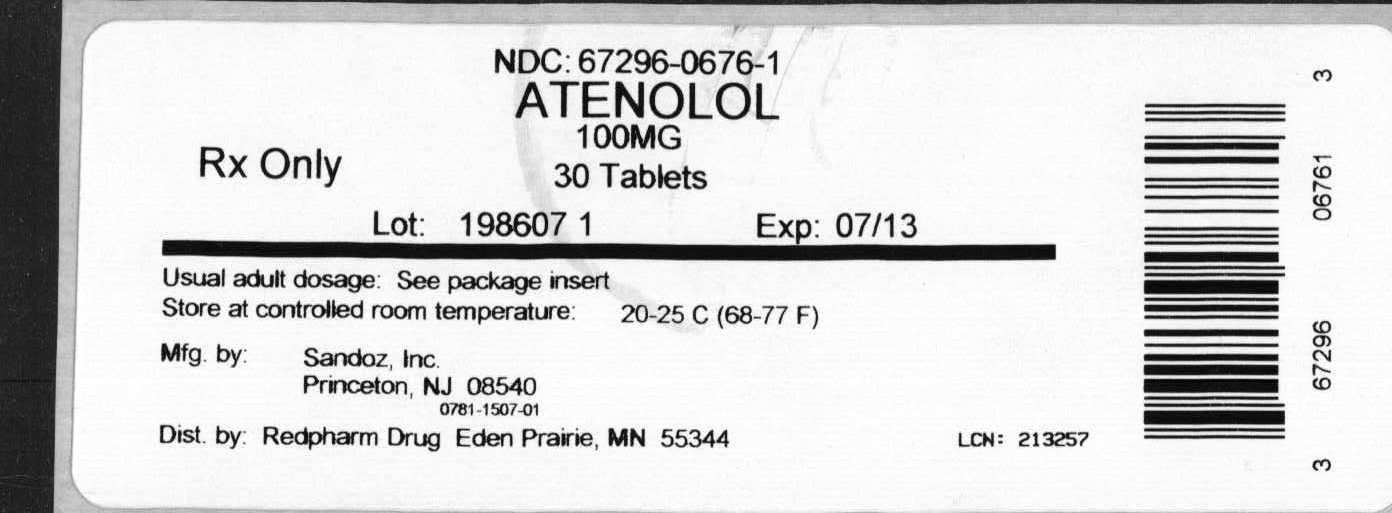 NDC: 67296-0676-1
ATENOLOL
100MG
Rx Only
30 Tablets
Lot: 198607 1 Exp: 07/13
Usual adult dosage: See package insert
Store at controlled room temperature: 20-25 C (68-77 F)
Mfg. by: Sandoz, Inc.
Princeton, NJ 08540
0781-1507-01
Dist. by: Redpharm Drug Eden Prairie, MN 55344
LCN: 213257
3 67296 06761 3